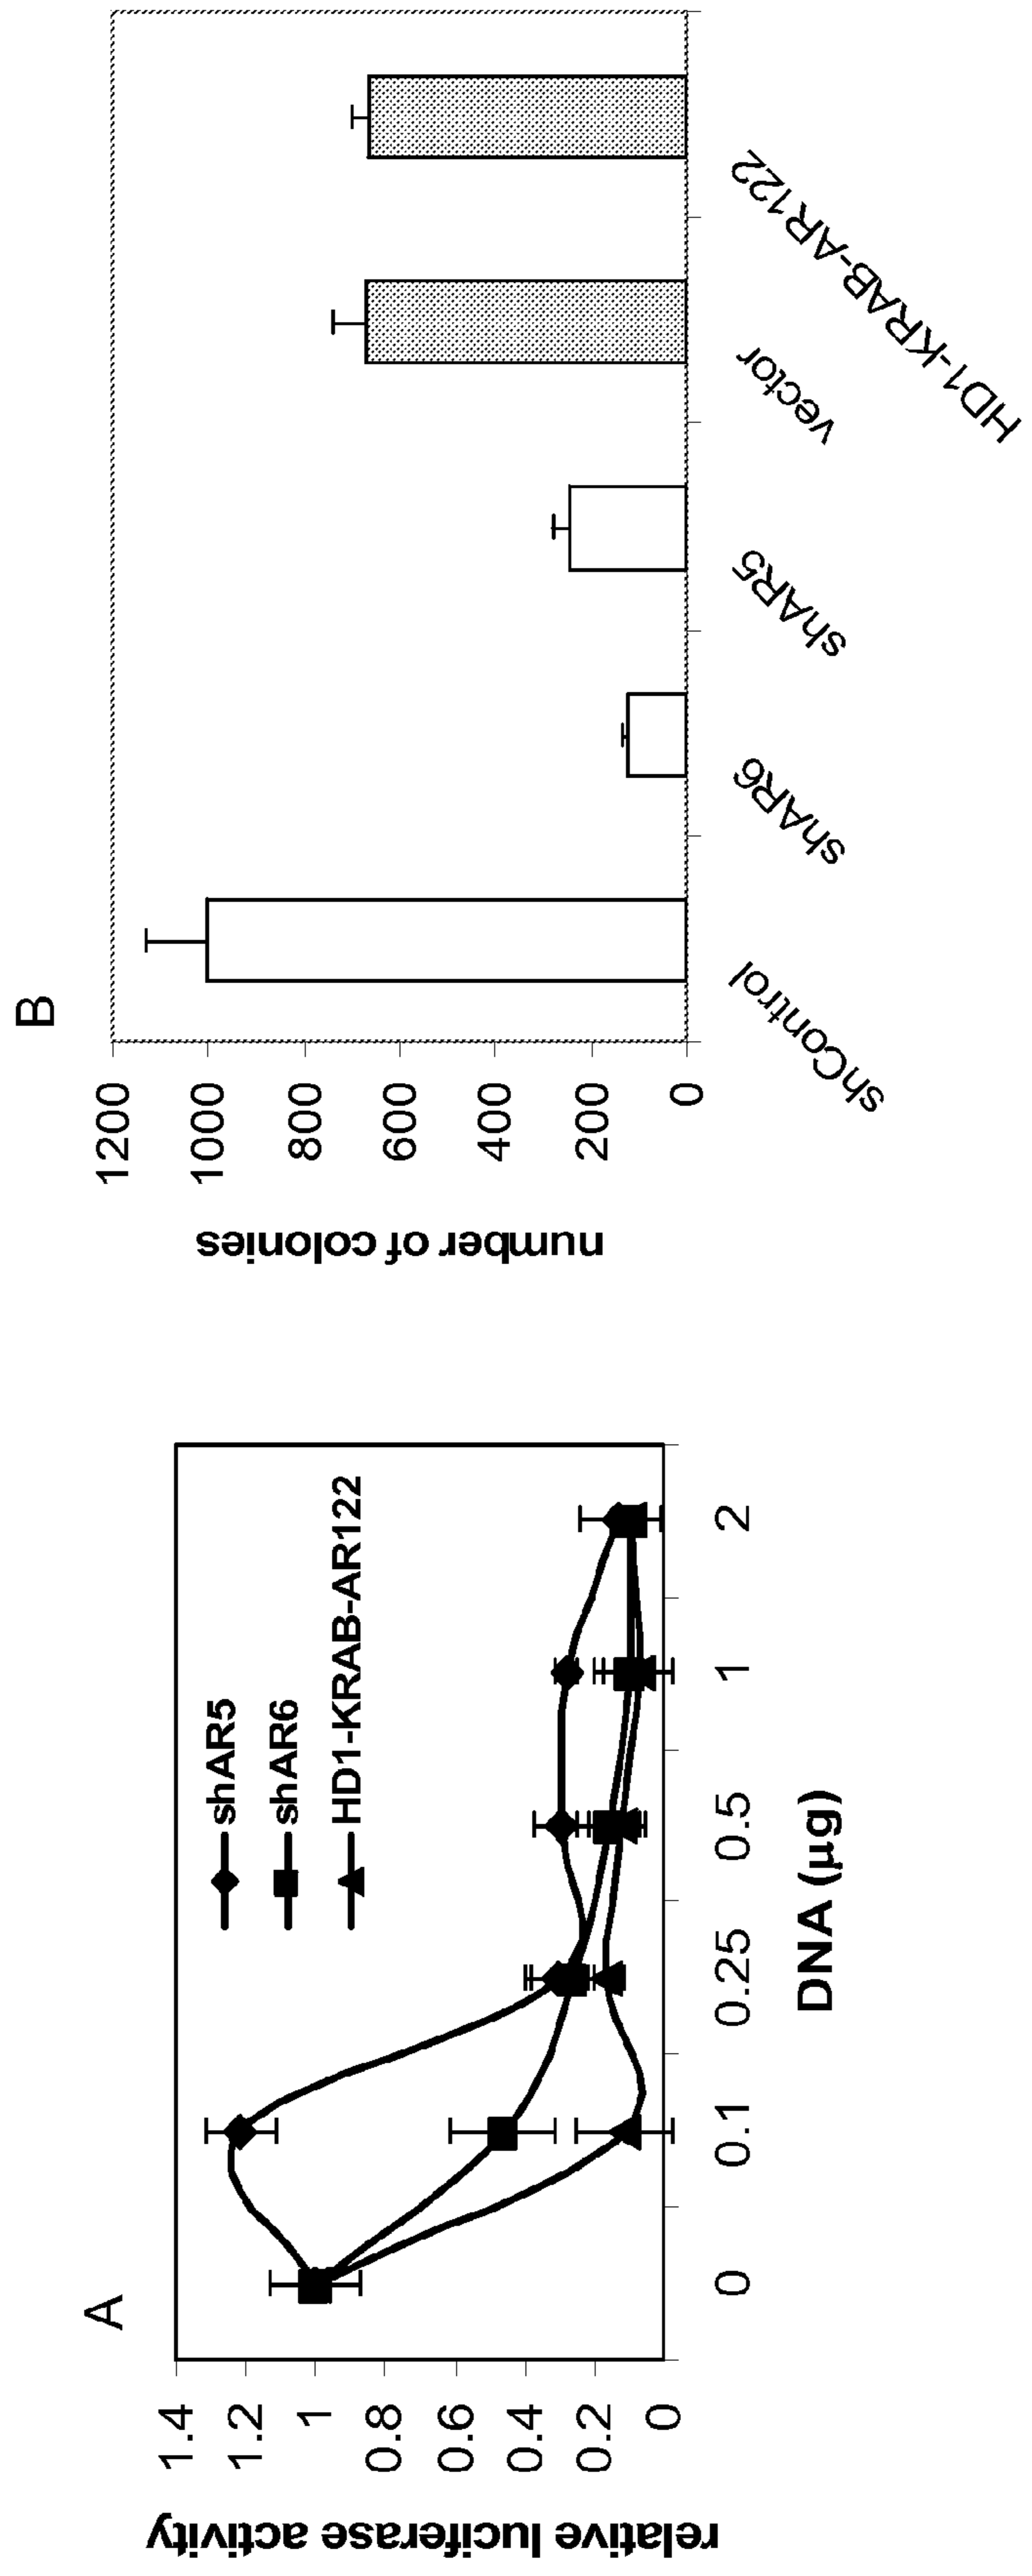 A
relative luciferase activity
1.4
1.2
1
0.8
0.6
0.4
0.2
0
shAR5
shAR6
HD1-KRAB-AR122
0 0.1 0.25 0.5 1 2
DNA (µg)
B
number of colonies
1200
1000
800
600
400
200
0
shControl
shAR6
shAR5
vector
HD1-KRAB-AR122